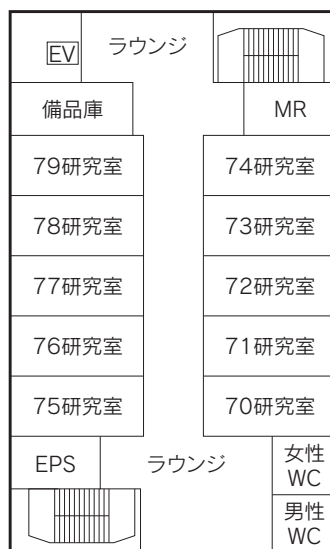 EV
ラウンジ
備品庫
MR
79研究室
74研究室
78研究室
73研究室
77研究室
72研究室
76研究室
71研究室
75研究室
70研究室
EPS
ラウンジ
女性
WC
男性
WC